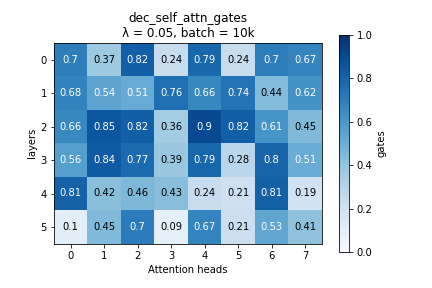 dec_self_attn_gates
λ = 0.05, batch = 10k
0 0.7 0.37 0.82 0.24 0.79 0.24 0.7 0.67
1 0.68 0.54 0.51 0.76 0.66 0.74 0.44 0.62
2 0.66 0.85 0.82 0.36 0.9 0.82 0.61 0.45
3 0.56 0.84 0.77 0.39 0.79 0.28 0.8 0.51
4 0.81 0.42 0.46 0.43 0.24 0.21 0.81 0.19
5 0.1 0.45 0.7 0.09 0.67 0.21 0.53 0.41
0 1 2 3 4 5 6 7
Attention heads
layers
1.0
0.8
0.6
0.4
0.2
0.0
gates